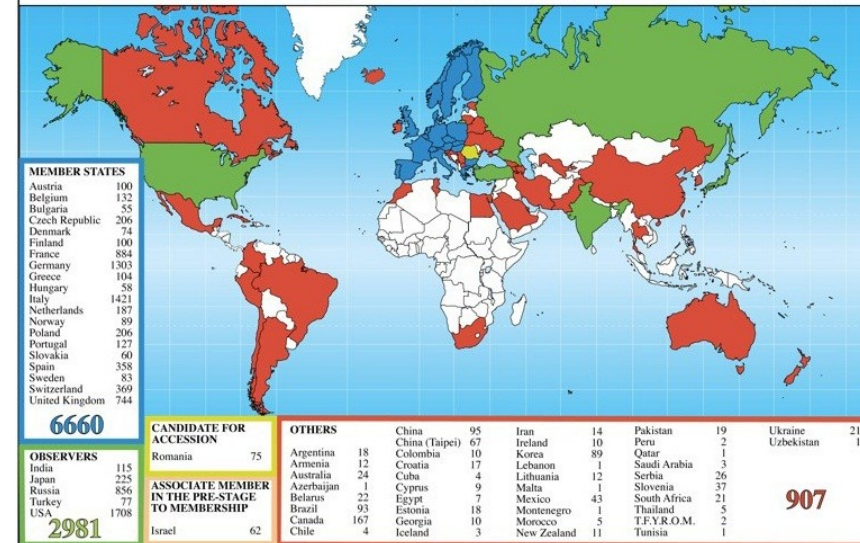 MEMBER STATES
Austria 100
Belgium 132
Bulgaria 55
Czech Republic 206
Denmark 74
Finland 100
France 884
Germany 1303
Greece 104
Hungary 58
Italy 1421
Netherlands 187
Norway 89
Poland 206
Portugal 127
Slovakia 60
Spain 358
Sweden 83
Switzerland 369
United Kingdom 744
6660
OBSERVERS
India 115
Japan 225
Russia 856
Turkey 77
USA 1708
2981
CANDIDATE FOR
ACCESSION
Romania 75
ASSOCIATE MEMBER
IN THE PRE-STAGE
TO MEMBERSHIP
Israel 62
OTHERS
Argentina 18
Armenia 12
Australia 24
Azerbaijan 1
Belarus 22
Brazil 93
Canada 167
Chile 4
China 95
China (Taipei) 67
Colombia 10
Croatia 17
Cuba 4
Cyprus 9
Egypt 7
Estonia 18
Georgia 10
Iceland 3
Iran 14
Ireland 10
Korea 89
Lebanon 1
Lithuania 12
Malta 1
Mexico 43
Montenegro 1
Morocco 5
New Zealand 11
Pakistan 19
Peru 2
Qatar 1
Saudi Arabia 3
Serbia 26
Slovenia 37
South Africa 21
Thailand 5
T.F.Y.R.O.M. 2
Tunisia 1
Ukraine 21
Uzbekistan 1
907